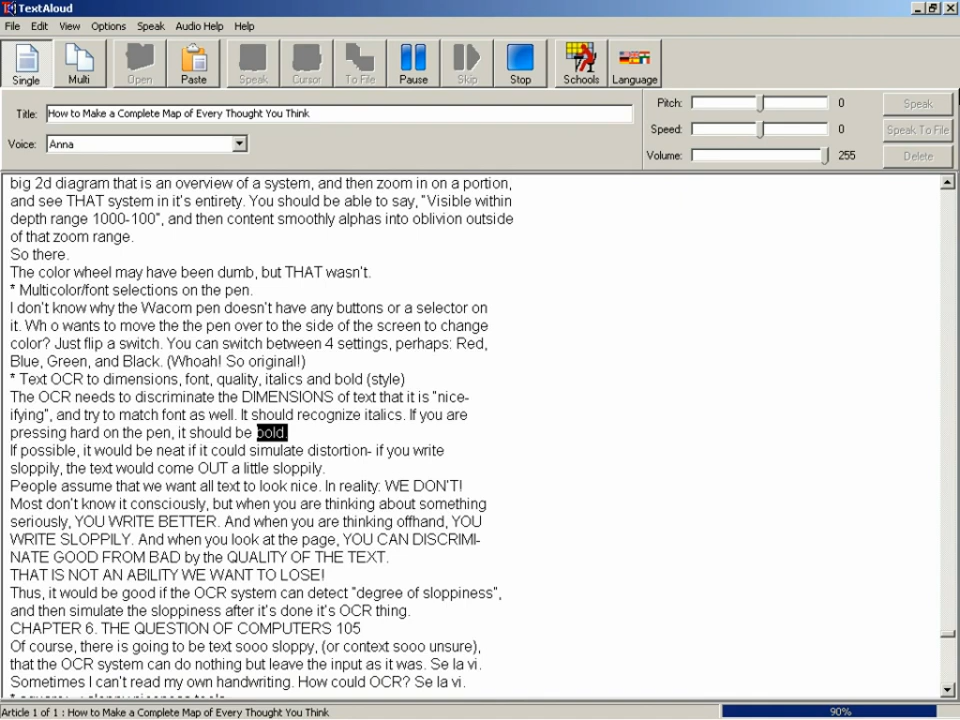 TextAloud
File Edit View Options Speak Audio Help Help
Single Multi Open Paste Speak Cursor To File Pause Skip Stop Schools Language
Title: How to Make a Complete Map of Every Thought You Think
Voice: Anna
Pitch: 0 Speak
Speed: 0 Speak To File
Volume: 255 Delete
big 2d diagram that is an overview of a system, and then zoom in on a portion,
and see THAT system in it's entirety. You should be able to say, "Visible within
depth range 1000-100", and then content smoothly alphas into oblivion outside
of that zoom range.
So there.
The color wheel may have been dumb, but THAT wasn't.
* Multicolor/font selections on the pen.
I don't know why the Wacom pen doesn't have any buttons or a selector on
it. Wh o wants to move the the pen over to the side of the screen to change
color? Just flip a switch. You can switch between 4 settings, perhaps: Red,
Blue, Green, and Black. (Whoah! So original!)
* Text OCR to dimensions, font, quality, italics and bold (style)
The OCR needs to discriminate the DIMENSIONS of text that it is "nice-
ifying", and try to match font as well. It should recognize italics. If you are
pressing hard on the pen, it should be bold.
If possible, it would be neat if it could simulate distortion- if you write
sloppily, the text would come OUT a little sloppily.
People assume that we want all text to look nice. In reality: WE DON'T!
Most don't know it consciously, but when you are thinking about something
seriously, YOU WRITE BETTER. And when you are thinking offhand, YOU
WRITE SLOPPILY. And when you look at the page, YOU CAN DISCRIMI-
NATE GOOD FROM BAD by the QUALITY OF THE TEXT.
THAT IS NOT AN ABILITY WE WANT TO LOSE!
Thus, it would be good if the OCR system can detect "degree of sloppiness",
and then simulate the sloppiness after it's done it's OCR thing.
CHAPTER 6. THE QUESTION OF COMPUTERS 105
Of course, there is going to be text sooo sloppy, (or context sooo unsure),
that the OCR system can do nothing but leave the input as it was. Se la vi.
Sometimes I can't read my own handwriting. How could OCR? Se la vi.
Article 1 of 1 : How to Make a Complete Map of Every Thought You Think 90%